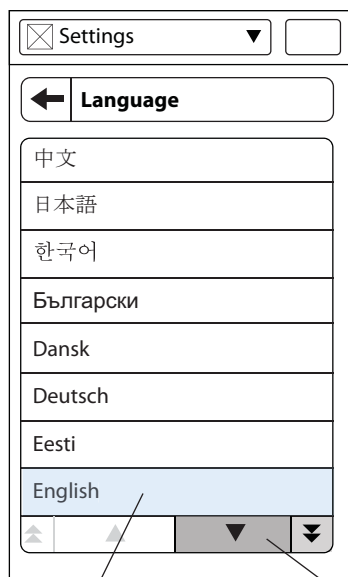 Settings
Language
中文
日本語
한국어
Български
Dansk
Deutsch
Eesti
English